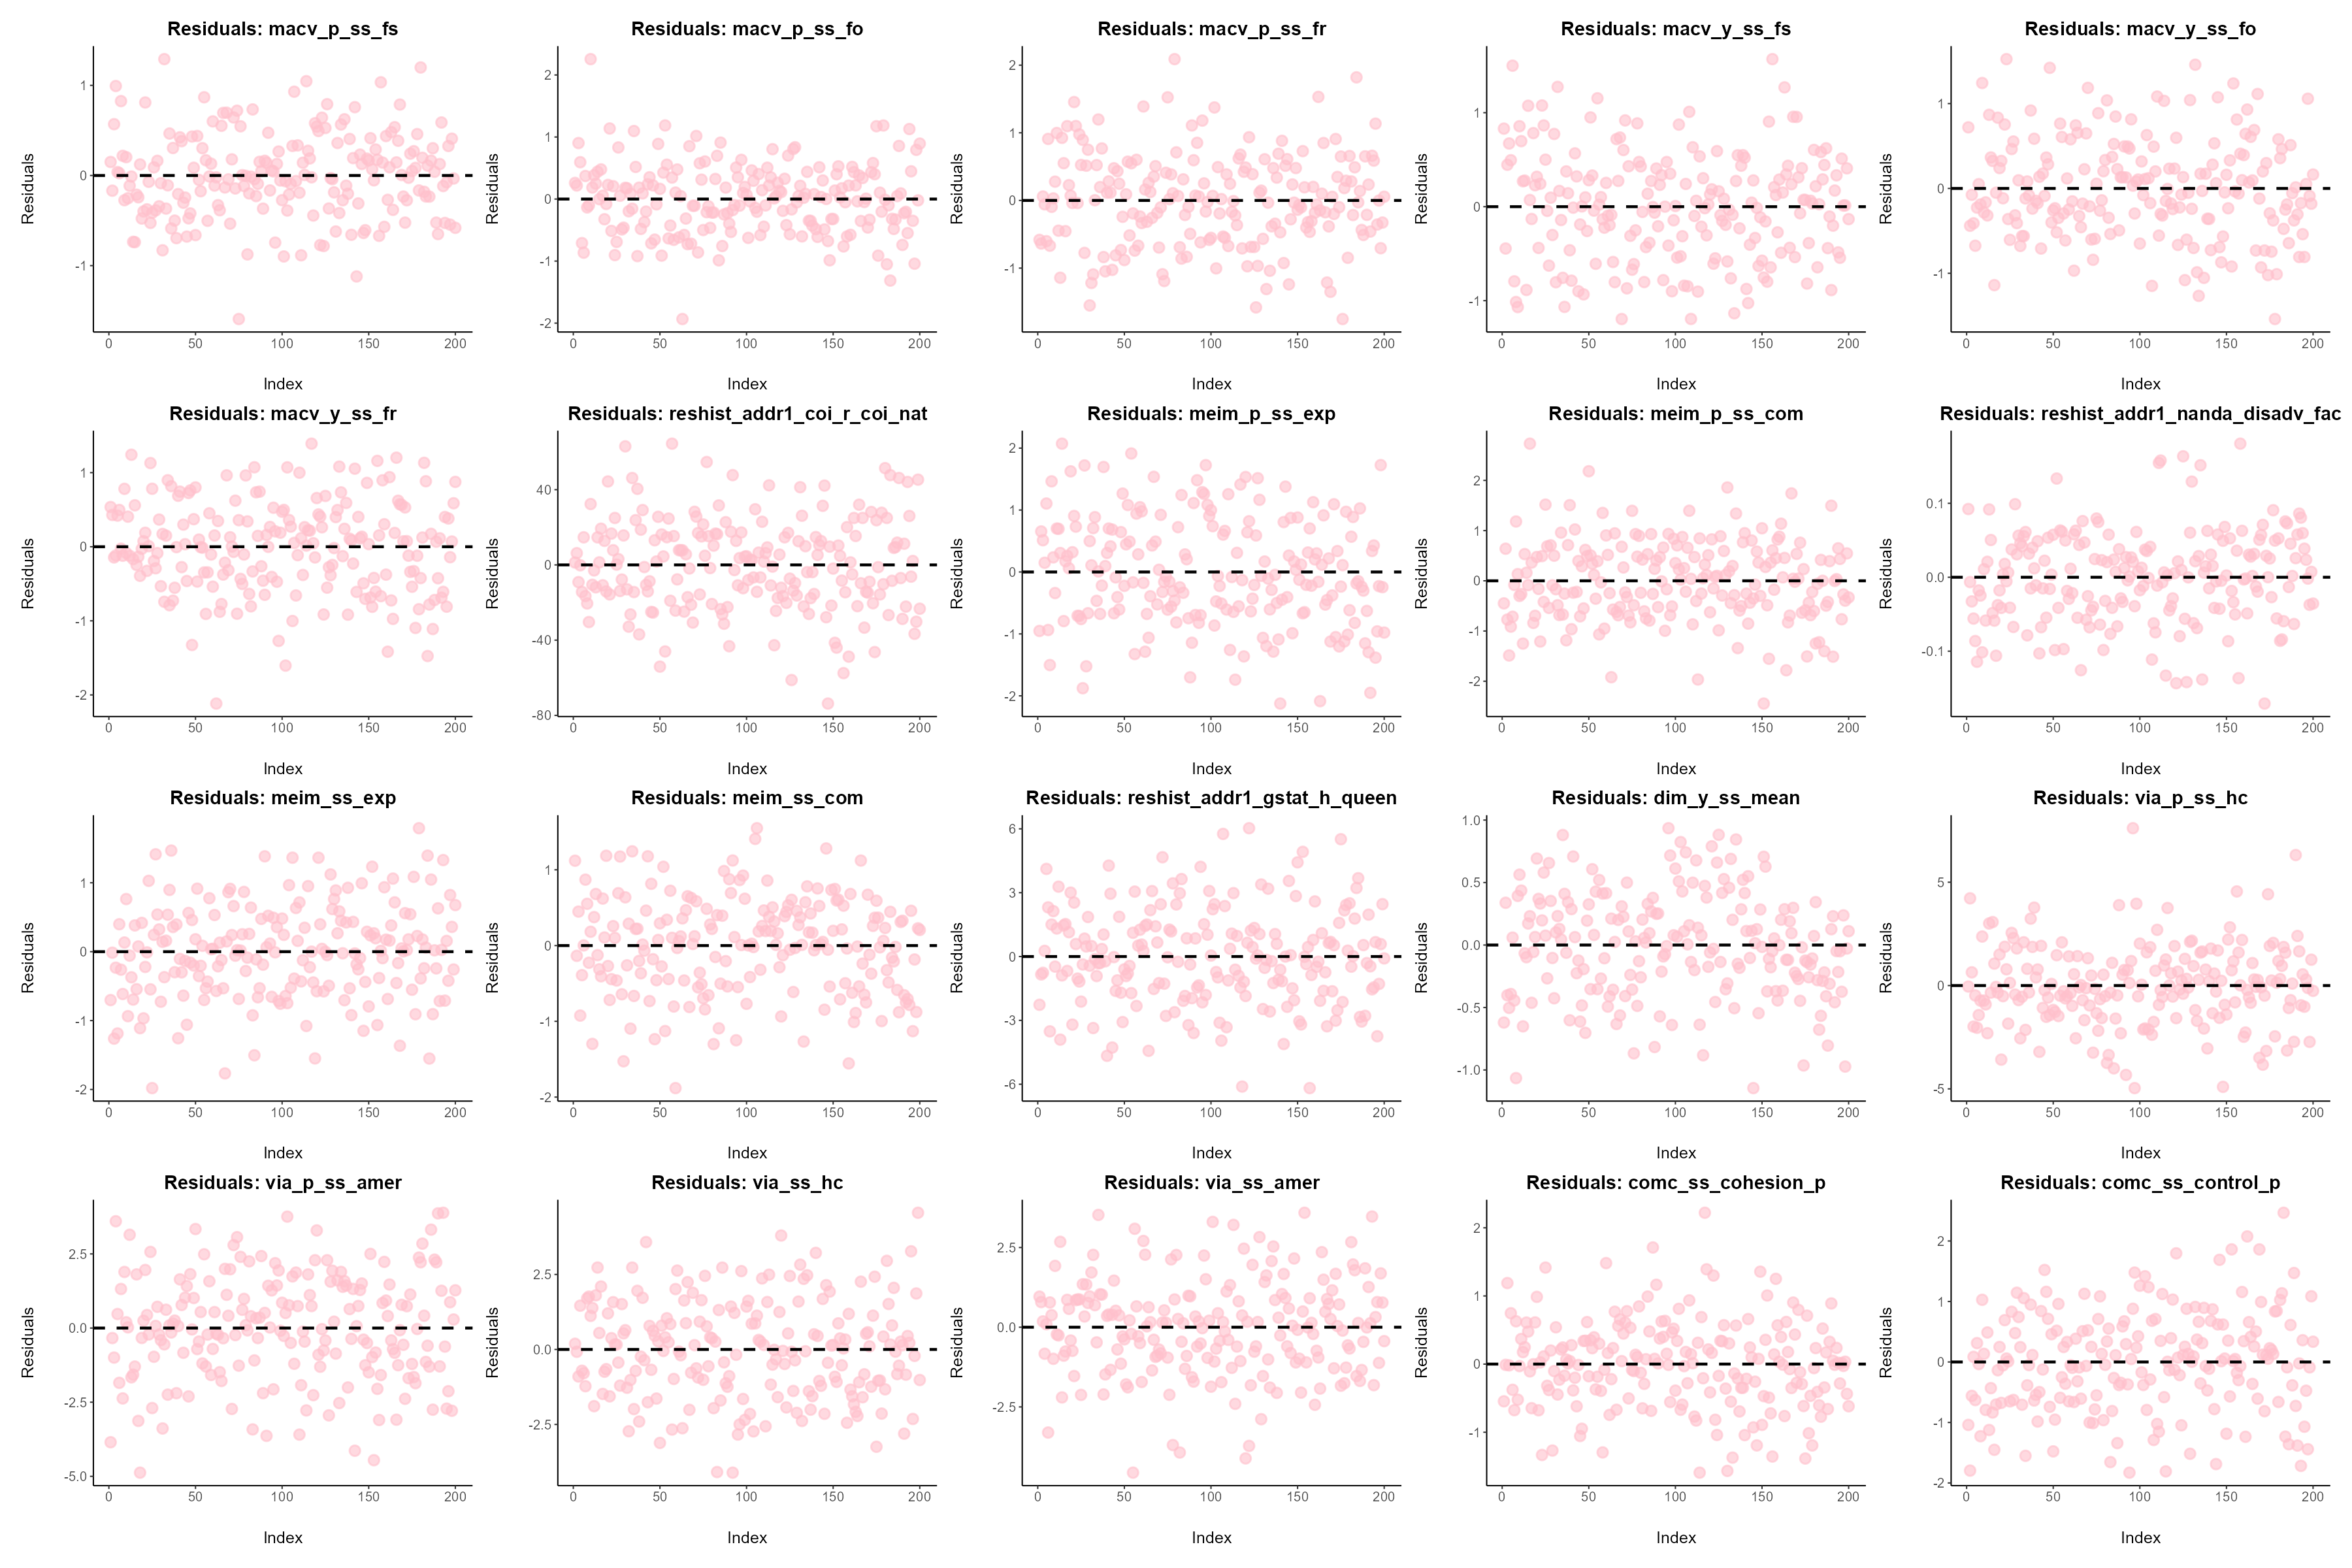 Residuals: macv_p_ss_fs
Residuals: macv_p_ss_fo
Residuals: macv_p_ss_fr
Residuals: macv_y_ss_fs
Residuals: macv_y_ss_fo
Residuals
1
0
-1
0 50 100 150 200
Index
Residuals
2
1
0
-1
-2
0 50 100 150 200
Index
Residuals
2
1
0
-1
0 50 100 150 200
Index
Residuals
1
0
-1
0 50 100 150 200
Index
Residuals
1
0
-1
0 50 100 150 200
Index
Residuals: macv_y_ss_fr
Residuals: reshist_addr1_coi_r_coi_nat
Residuals: meim_p_ss_exp
Residuals: meim_p_ss_com
Residuals: reshist_addr1_nanda_disadv_fac
Residuals
1
0
-1
-2
0 50 100 150 200
Index
Residuals
40
0
-40
-80
0 50 100 150 200
Index
Residuals
2
1
0
-1
-2
0 50 100 150 200
Index
Residuals
2
1
0
-1
-2
0 50 100 150 200
Index
Residuals
0.1
0.0
-0.1
0 50 100 150 200
Index
Residuals: meim_ss_exp
Residuals: meim_ss_com
Residuals: reshist_addr1_gstat_h_queen
Residuals: dim_y_ss_mean
Residuals: via_p_ss_hc
Residuals
1
0
-1
-2
0 50 100 150 200
Index
Residuals
1
0
-1
-2
0 50 100 150 200
Index
Residuals
6
3
0
-3
-6
0 50 100 150 200
Index
Residuals
1.0
0.5
0.0
-0.5
-1.0
0 50 100 150 200
Index
Residuals
5
0
-5
0 50 100 150 200
Index
Residuals: via_p_ss_amer
Residuals: via_ss_hc
Residuals: via_ss_amer
Residuals: comc_ss_cohesion_p
Residuals: comc_ss_control_p
Residuals
2.5
0.0
-2.5
-5.0
0 50 100 150 200
Index
Residuals
2.5
0.0
-2.5
0 50 100 150 200
Index
Residuals
2.5
0.0
-2.5
0 50 100 150 200
Index
Residuals
2
1
0
-1
0 50 100 150 200
Index
Residuals
2
1
0
-1
-2
0 50 100 150 200
Index